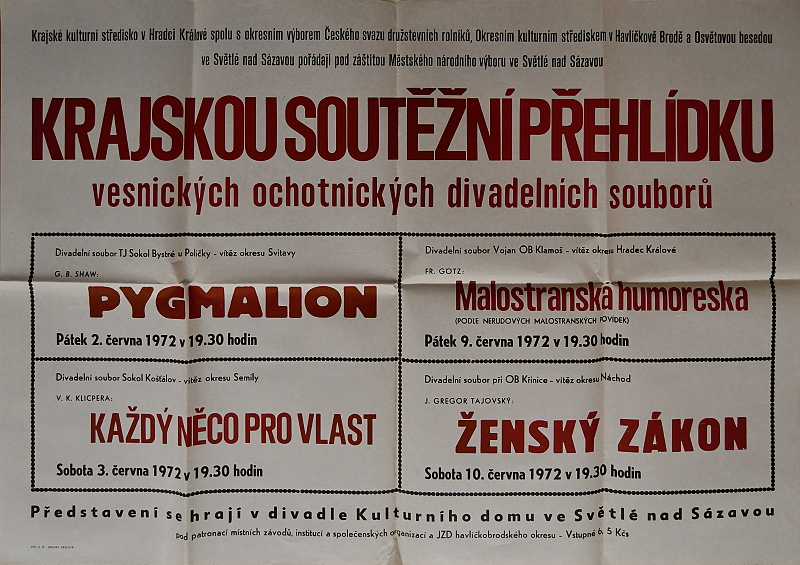 Krajské kulturní středisko v Hradci Králové spolu s okresním výborem Českého svazu družstevních rolníků, Okresním kulturním střediskem v Havlíčkově Brodě a Osvětovou besedou
ve Světlé nad Sázavou pořádají pod záštitou Městského národního výboru ve Světlé nad Sázavou
KRAJSKOU SOUTĚŽNÍ PŘEHLÍDKU
vesnických ochotnických divadelních souborů
Divadelní soubor TJ Sokol Bystré u Poličky - vítěz okresu Svitavy
G. B. SHAW:
PYGMALION
Pátek 2. června 1972 v 19.30 hodin
Divadelní soubor Vojan OB Klamoš - vítěz okresu Hradec Králové
FR. GÖTZ:
Malostranská humoreska
(PODLE NERUDOVÝCH MALOSTRANSKÝCH POVÍDEK)
Pátek 9. června 1972 v 19.30 hodin
Divadelní soubor Sokol Košťálov - vítěz okresu Semily
V. K. KLICPERA:
KAŽDÝ NĚCO PRO VLAST
Sobota 3. června 1972 v 19.30 hodin
Divadelní soubor při OB Křinice - vítěz okresu Náchod
J. GREGOR TAJOVSKÝ:
ŽENSKÝ ZÁKON
Sobota 10. června 1972 v 19.30 hodin
Představení se hrají v divadle Kulturního domu ve Světlé nad Sázavou
pod patronací místních závodů, institucí a společenských organizací a JZD havlíčkobrodského okresu - Vstupné 6, 5 Kčs